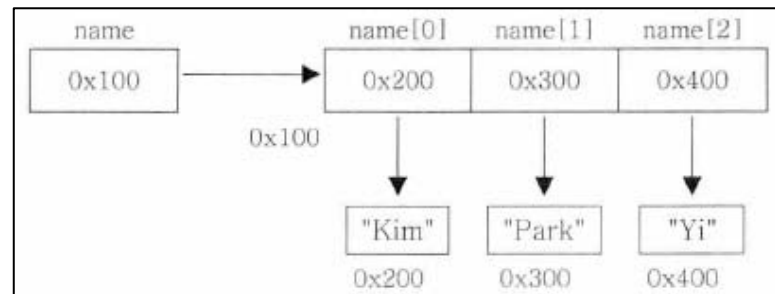 name name[0] name[1] name[2]
0x100 0x200 0x300 0x400
0x100
"Kim" "Park" "Yi"
0x200 0x300 0x400